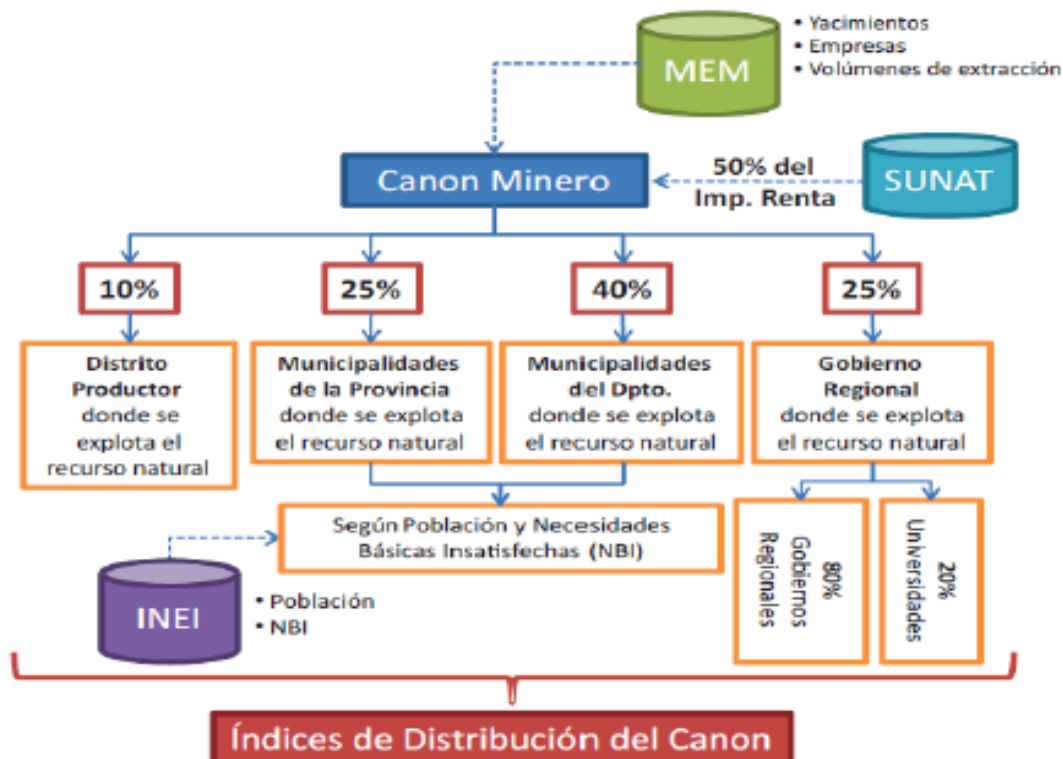 MEM
• Yacimientos
• Empresas
• Volúmenes de extracción
Canon Minero
50% del
Imp. Renta
SUNAT
10%
25%
40%
25%
Distrito
Productor
donde se
explota el
recurso natural
Municipalidades
de la Provincia
donde se explota
el recurso natural
Municipalidades
del Dpto.
donde se explota
el recurso natural
Gobierno
Regional
donde se explota
el recurso natural
Según Población y Necesidades
Básicas Insatisfechas (NBI)
80%
Gobiernos
Regionales
20%
Universidades
INEI
• Población
• NBI
Índices de Distribución del Canon